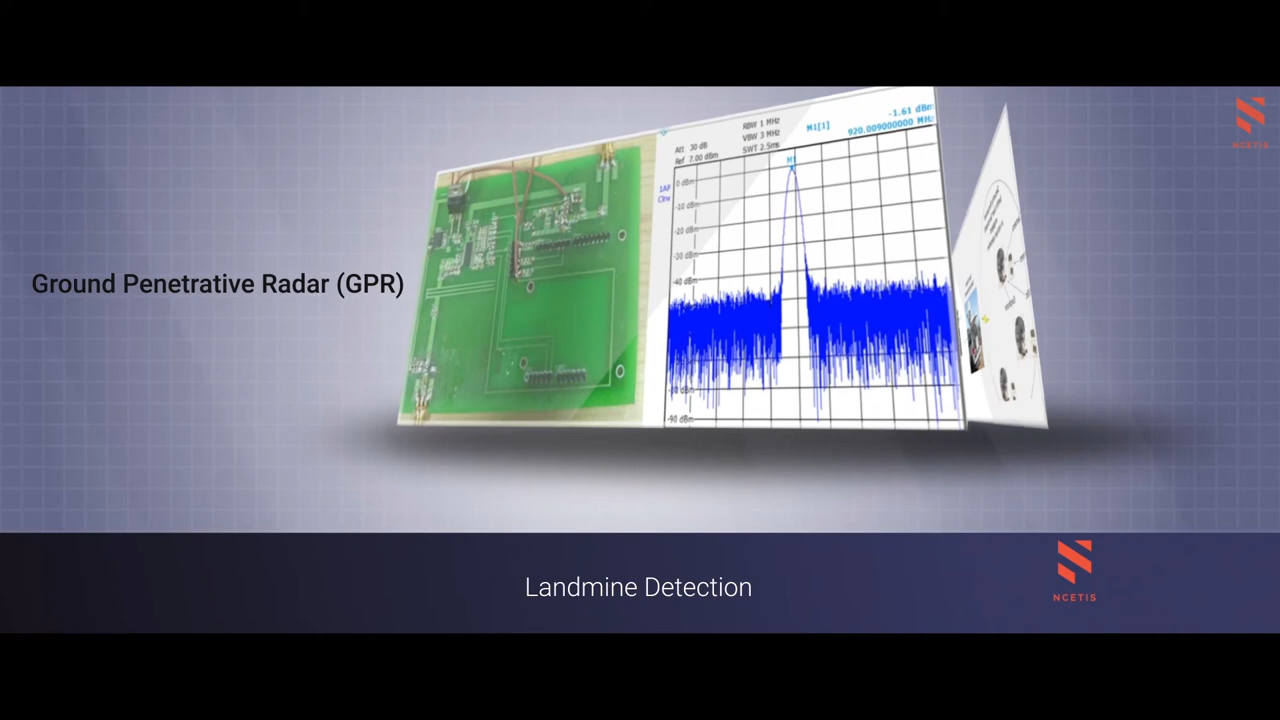 Ground Penetrative Radar (GPR)
Att 30 dB
Ref 7.00 dBm
RBW 1 MHz
VBW 3 MHz
SWT 2.5ms
M1[1]
-1.61 dBm
920.009000000 MHz
1AP
Clrw
M1
0 dBm
-10 dBm
-20 dBm
-30 dBm
-40 dBm
-90 dBm
NCETIS
Landmine Detection
NCETIS